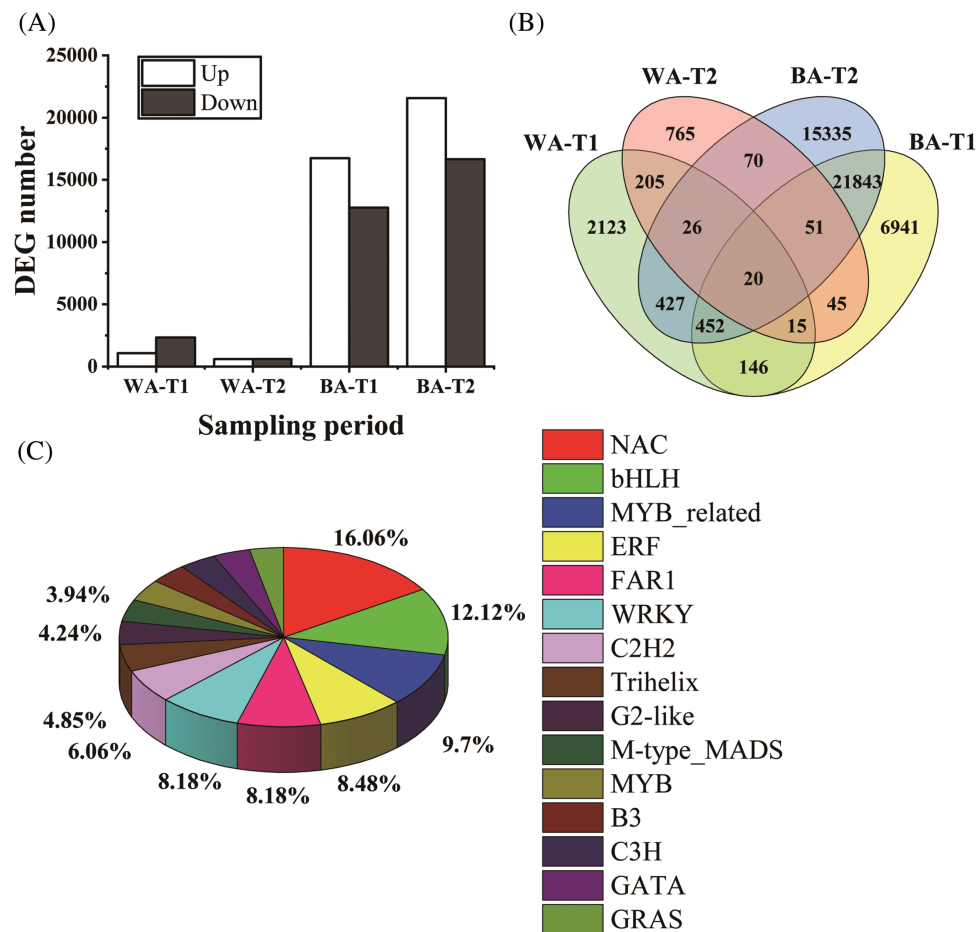 (A)
25000
20000
15000
10000
5000
0
DEG number
Up
Down
WA-T1 WA-T2 BA-T1 BA-T2
Sampling period
(B)
WA-T2 BA-T2
WA-T1 BA-T1
765 15335
70
205 21843
2123 26 51 6941
20
427 45
452 15
146
(C)
16.06%
12.12%
9.7%
8.48%
8.18%
8.18%
6.06%
4.85%
4.24%
3.94%
NAC
bHLH
MYB_related
ERF
FAR1
WRKY
C2H2
Trihelix
G2-like
M-type_MADS
MYB
B3
C3H
GATA
GRAS